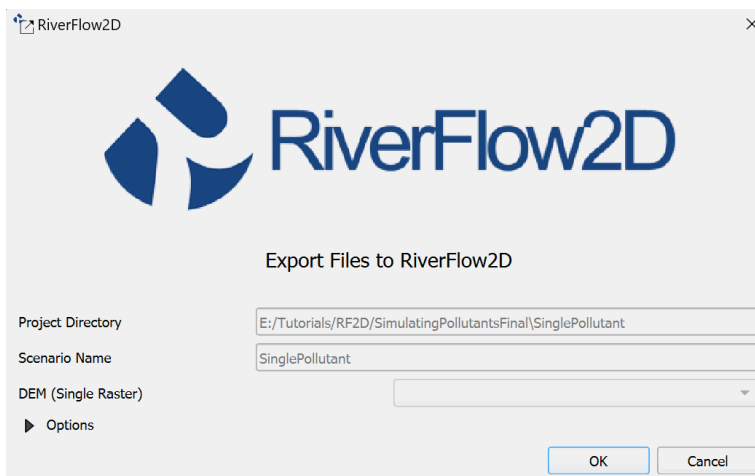 RiverFlow2D
RiverFlow2D
Export Files to RiverFlow2D
Project Directory E:/Tutorials/RF2D/SimulatingPollutantsFinal\SinglePollutant
Scenario Name SinglePollutant
DEM (Single Raster)
Options
OK Cancel